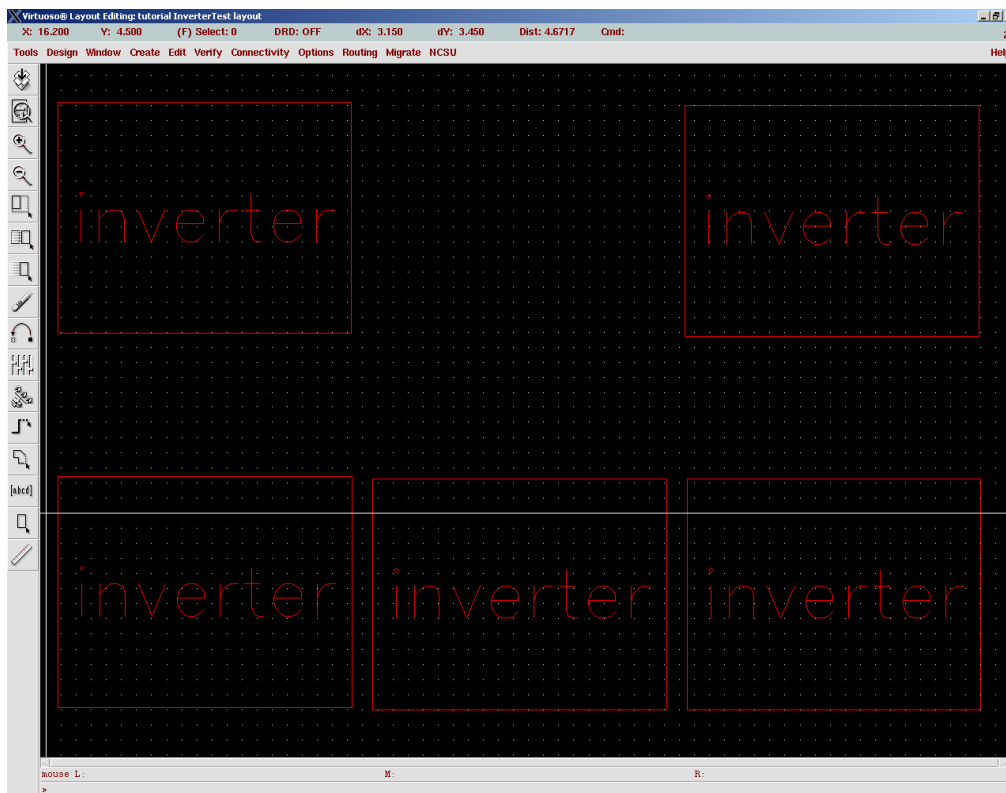 Virtuoso® Layout Editing: tutorial InverterTest layout
X: 16.200 Y: 4.500 (F) Select: 0 DRD: OFF dX: 3.150 dY: 3.450 Dist: 4.6717 Cmd:
Tools Design Window Create Edit Verify Connectivity Options Routing Migrate NCSU Help
inverter inverter
[abcd]
inverter inverter inverter
mouse L: M: R:
>